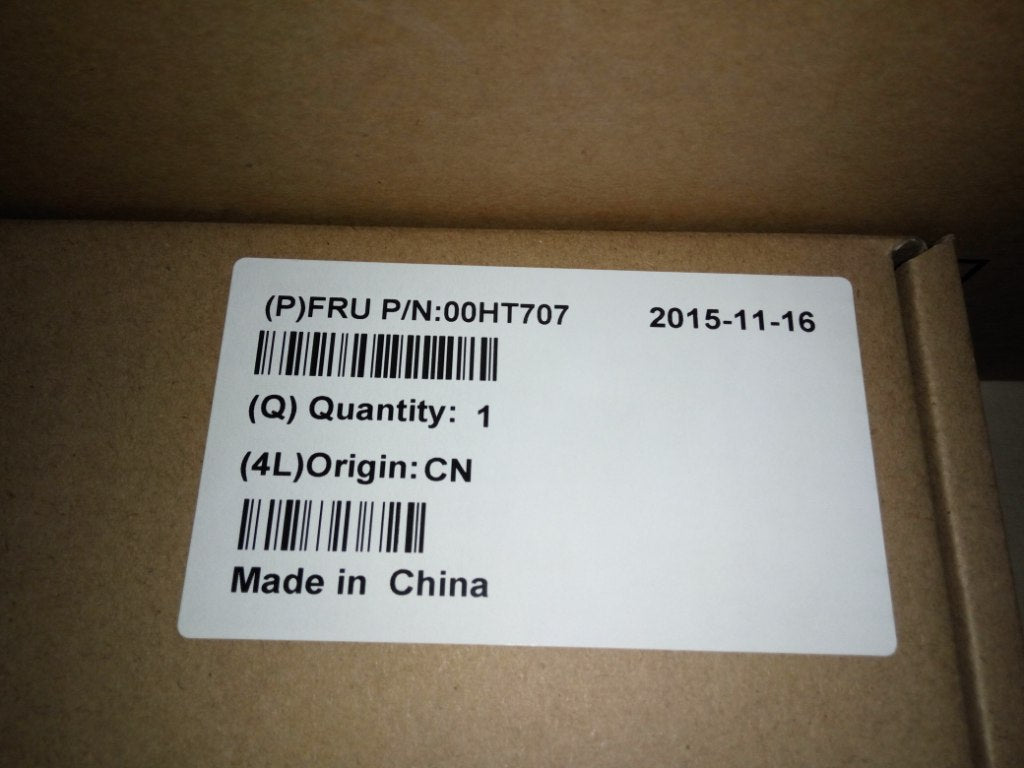 (P)FRU P/N:00HT707 2015-11-16
(Q) Quantity: 1
(4L)Origin:CN
Made in China